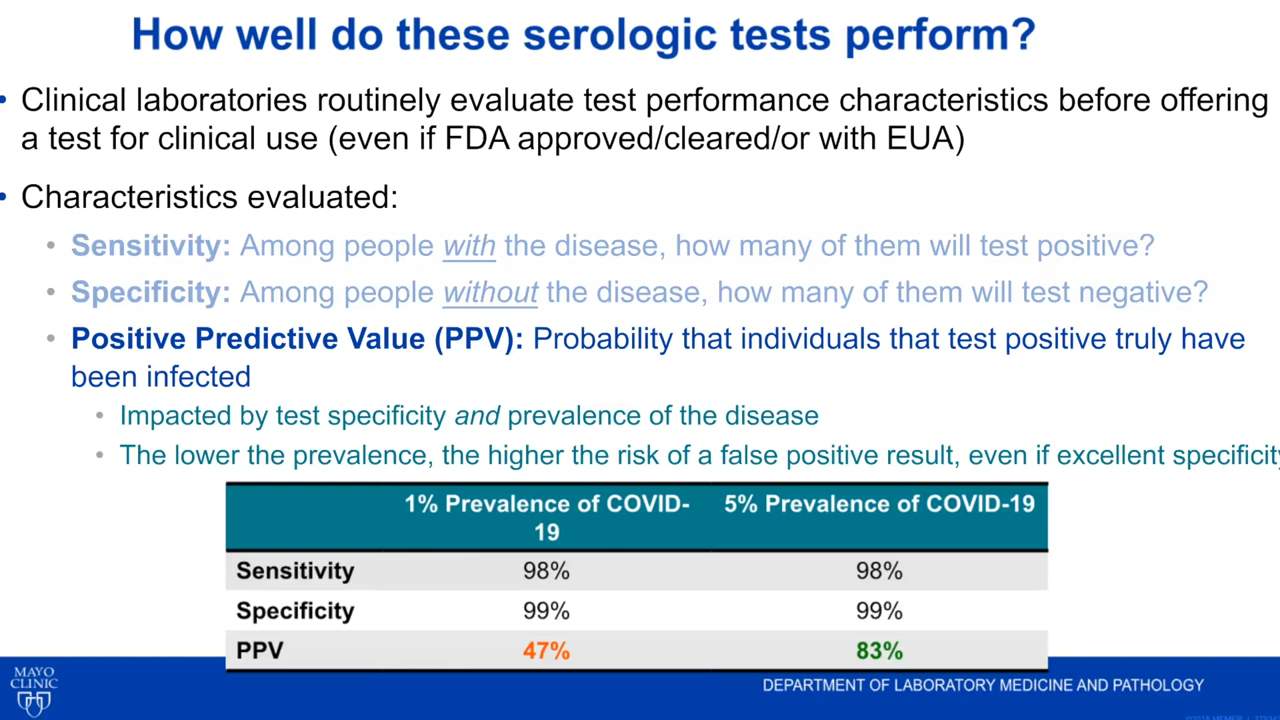 How well do these serologic tests perform?
• Clinical laboratories routinely evaluate test performance characteristics before offering
a test for clinical use (even if FDA approved/cleared/or with EUA)
• Characteristics evaluated:
• Sensitivity: Among people with the disease, how many of them will test positive?
• Specificity: Among people without the disease, how many of them will test negative?
• Positive Predictive Value (PPV): Probability that individuals that test positive truly have
been infected
• Impacted by test specificity and prevalence of the disease
• The lower the prevalence, the higher the risk of a false positive result, even if excellent specificity
1% Prevalence of COVID-
19
5% Prevalence of COVID-19
Sensitivity 98% 98%
Specificity 99% 99%
PPV 47% 83%
MAYO
CLINIC
DEPARTMENT OF LABORATORY MEDICINE AND PATHOLOGY